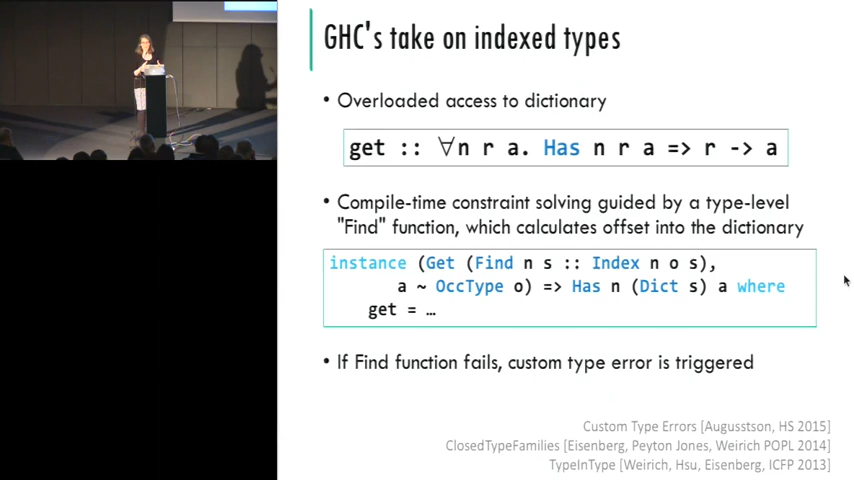 GHC's take on indexed types
• Overloaded access to dictionary
get :: ∀n r a. Has n r a => r -> a
• Compile-time constraint solving guided by a type-level
"Find" function, which calculates offset into the dictionary
instance (Get (Find n s :: Index n o s),
a ~ OccType o) => Has n (Dict s) a where
get = …
• If Find function fails, custom type error is triggered
Custom Type Errors [Augusstson, HS 2015]
ClosedTypeFamilies [Eisenberg, Peyton Jones, Weirich POPL 2014]
TypeInType [Weirich, Hsu, Eisenberg, ICFP 2013]